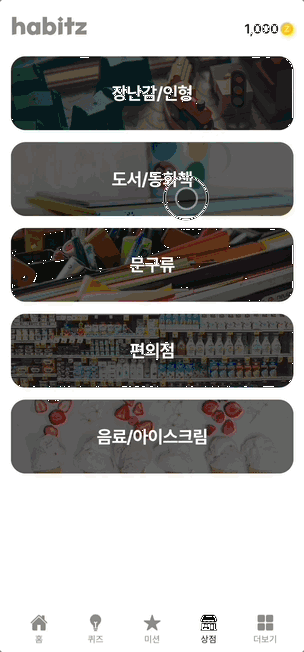 habitz
1,000
장난감/인형
도서/동화책
문구류
편의점
음료/아이스크림
홈
퀴즈
미션
상점
더보기